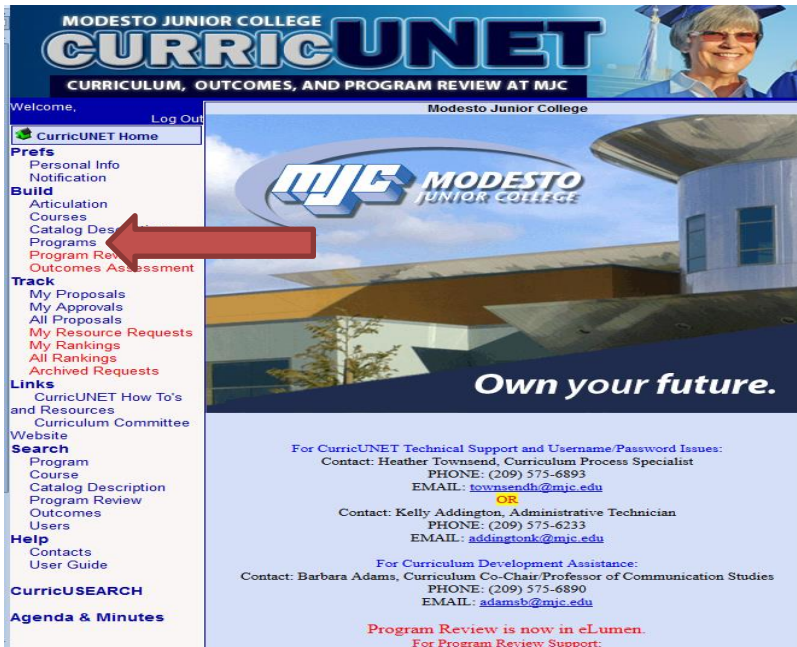 MODESTO JUNIOR COLLEGE
CURRICUNET
CURRICULUM, OUTCOMES, AND PROGRAM REVIEW AT MJC
Welcome,
Log Out
CurricUNET Home
Prefs
Personal Info
Notification
Build
Articulation
Courses
Catalog
Programs
Program
Outcomes Assessment
Track
My Proposals
My Approvals
All Proposals
My Resource Requests
My Rankings
All Rankings
Archived Requests
Links
CurricUNET How To's
and Resources
Curriculum Committee
Website
Search
Program
Course
Catalog Description
Program Review
Outcomes
Users
Help
Contacts
User Guide
CurricUSEARCH
Agenda & Minutes
Modesto Junior College
MJC MODESTO
JUNIOR COLLEGE
Own your future.
For CurricUNET Technical Support and Username/Password Issues:
Contact: Heather Townsend, Curriculum Process Specialist
PHONE: (209) 575-6893
EMAIL: townsendh@mjc.edu
OR
Contact: Kelly Addington, Administrative Technician
PHONE: (209) 575-6233
EMAIL: addingtonk@mjc.edu
For Curriculum Development Assistance:
Contact: Barbara Adams, Curriculum Co-Chair/Professor of Communication Studies
PHONE: (209) 575-6890
EMAIL: adamsb@mjc.edu
Program Review is now in eLumen.
For Program Review Support: